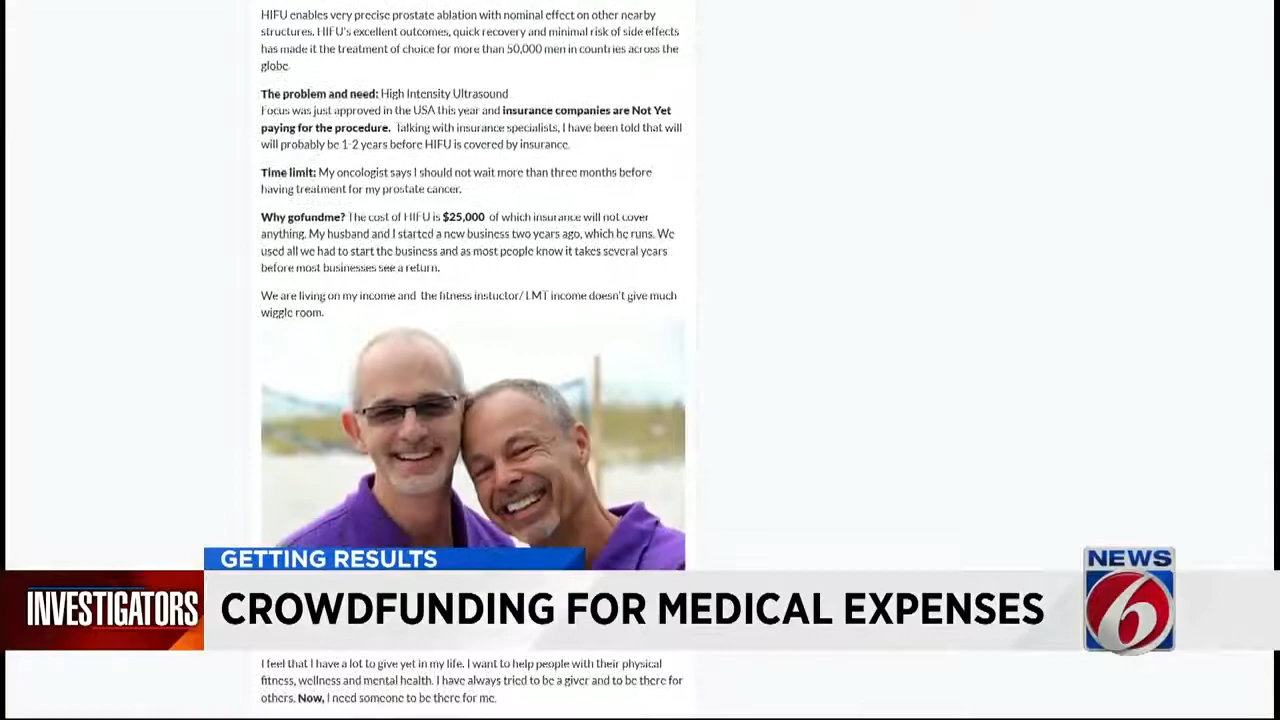 HIFU enables very precise prostate ablation with nominal effect on other nearby
structures. HIFU's excellent outcomes, quick recovery and minimal risk of side effects
has made it the treatment of choice for more than 50,000 men in countries across the
globe.
The problem and need: High Intensity Ultrasound
Focus was just approved in the USA this year and insurance companies are Not Yet
paying for the procedure. Talking with insurance specialists, I have been told that will
will probably be 1-2 years before HIFU is covered by insurance.
Time limit: My oncologist says I should not wait more than three months before
having treatment for my prostate cancer.
Why gofundme? The cost of HIFU is $25,000 of which insurance will not cover
anything. My husband and I started a new business two years ago, which he runs. We
used all we had to start the business and as most people know it takes several years
before most businesses see a return.
We are living on my income and the fitness instuctor/ LMT income doesn't give much
wiggle room.
GETTING RESULTS
INVESTIGATORS
CROWDFUNDING FOR MEDICAL EXPENSES
NEWS
6
I feel that I have a lot to give yet in my life. I want to help people with their physical
fitness, wellness and mental health. I have always tried to be a giver and to be there for
others. Now, I need someone to be there for me.